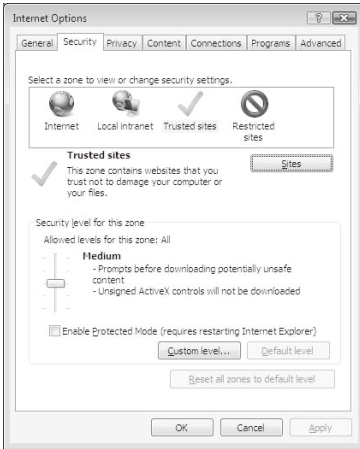 Internet Options
General Security Privacy Content Connections Programs Advanced
Select a zone to view or change security settings.
Internet Local intranet Trusted sites Restricted
sites
Trusted sites
Sites
This zone contains websites that you
trust not to damage your computer or
your files.
Security level for this zone
Allowed levels for this zone: All
Medium
- Prompts before downloading potentially unsafe
content
- Unsigned ActiveX controls will not be downloaded
Enable Protected Mode (requires restarting Internet Explorer)
Custom level... Default level
Reset all zones to default level
OK Cancel Apply